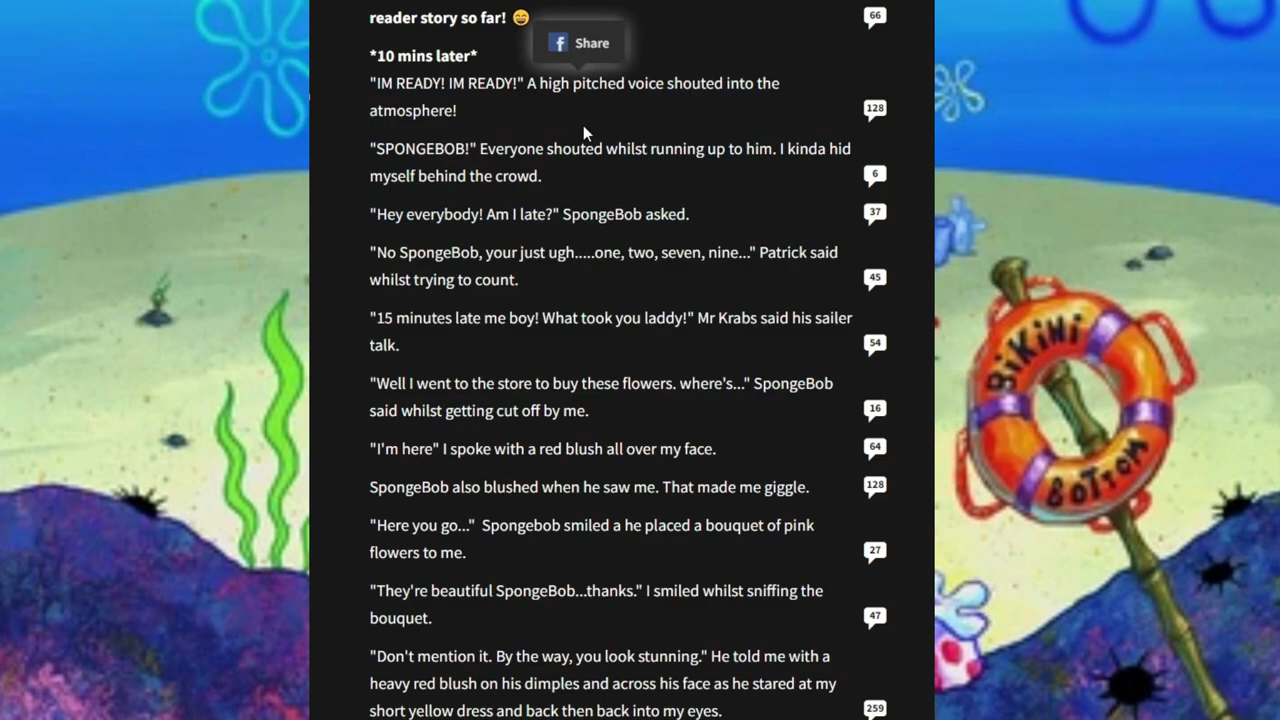 reader story so far! 😄
66
Share
*10 mins later*
"IM READY! IM READY!" A high pitched voice shouted into the
atmosphere!
128
"SPONGEBOB!" Everyone shouted whilst running up to him. I kinda hid
myself behind the crowd.
6
"Hey everybody! Am I late?" SpongeBob asked.
37
"No SpongeBob, your just ugh.....one, two, seven, nine..." Patrick said
whilst trying to count.
45
"15 minutes late me boy! What took you laddy!" Mr Krabs said his sailer
talk.
54
"Well I went to the store to buy these flowers. where's..." SpongeBob
said whilst getting cut off by me.
16
"I'm here" I spoke with a red blush all over my face.
64
SpongeBob also blushed when he saw me. That made me giggle.
128
"Here you go..."  Spongebob smiled a he placed a bouquet of pink
flowers to me.
27
"They're beautiful SpongeBob...thanks." I smiled whilst sniffing the
bouquet.
47
"Don't mention it. By the way, you look stunning." He told me with a
heavy red blush on his dimples and across his face as he stared at my
short yellow dress and back then back into my eyes.
259
BIKINI
BOTTOM